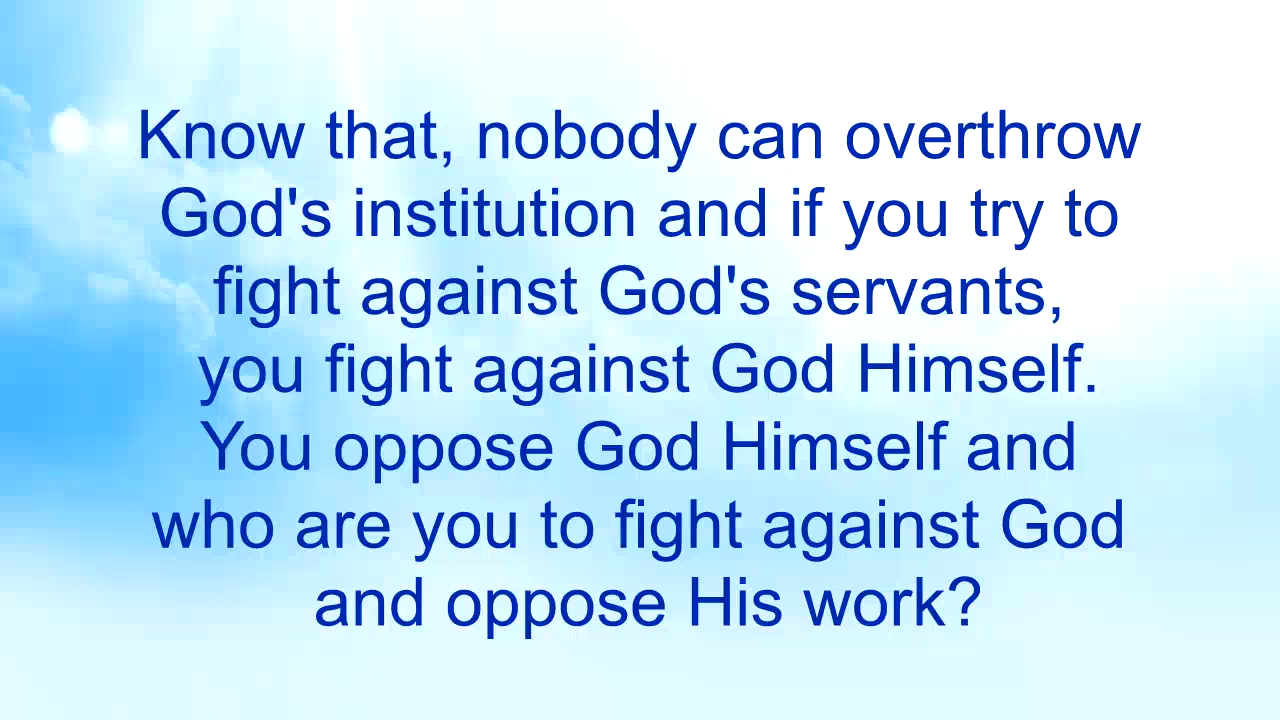 Know that, nobody can overthrow
God's institution and if you try to
fight against God's servants,
you fight against God Himself.
You oppose God Himself and
who are you to fight against God
and oppose His work?